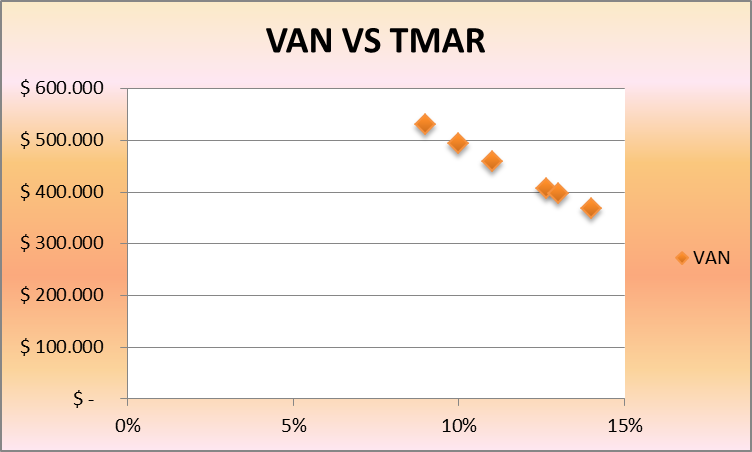 VAN VS TMAR
$ 600.000
$ 500.000
$ 400.000
$ 300.000
$ 200.000
$ 100.000
$ -
0% 5% 10% 15%
VAN